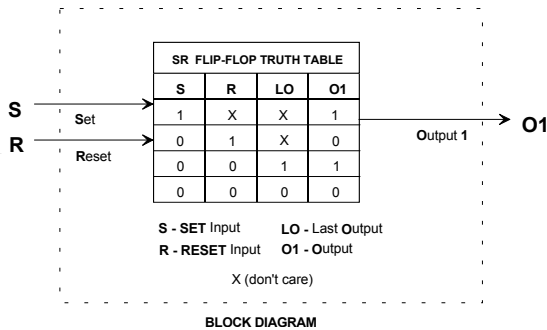 SR FLIP-FLOP TRUTH TABLE
S R LO O1
1 X X 1
0 1 X 0
0 0 1 1
0 0 0 0
S
Set
R
Reset
Output 1
O1
S - SET Input LO - Last Output
R - RESET Input O1 - Output
X (don't care)
BLOCK DIAGRAM